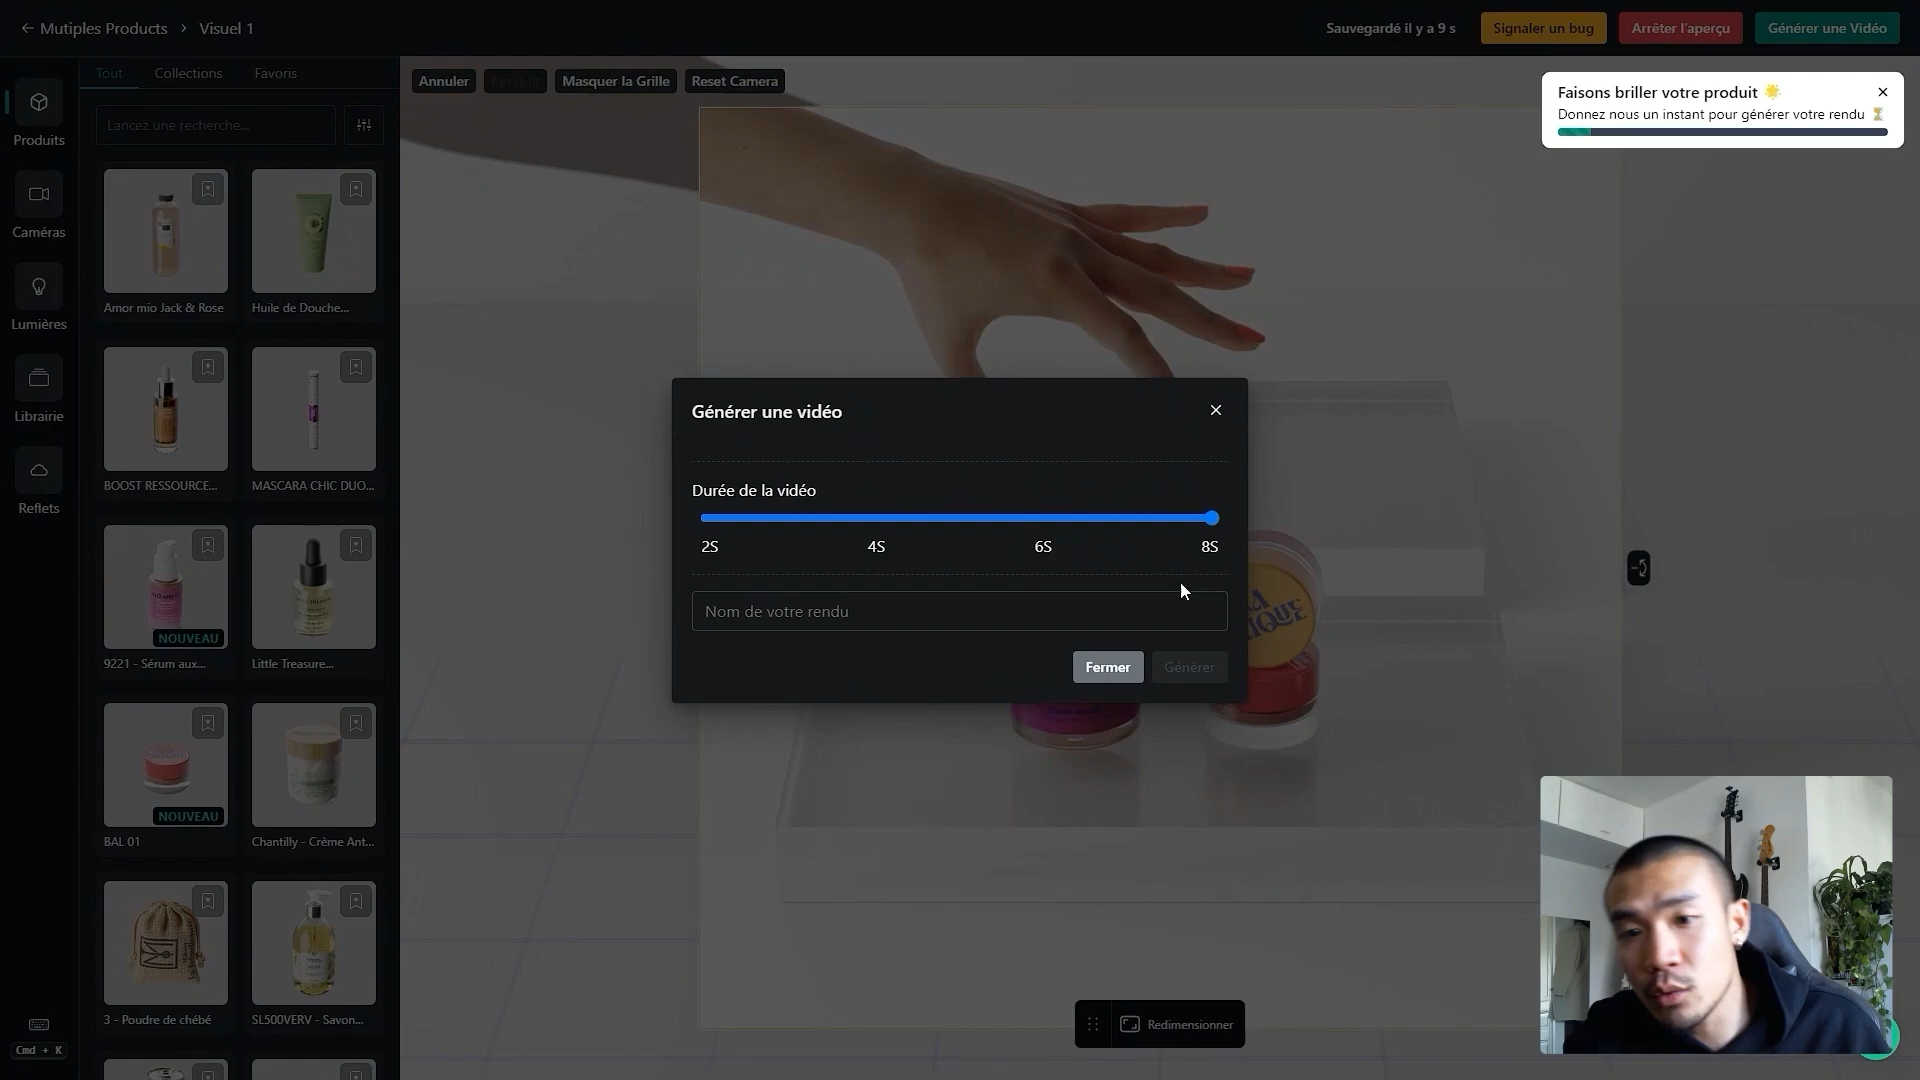 ← Mutiples Products > Visuel 1
Sauvegardé il y a 9 s
Signaler un bug
Arrêter l'aperçu
Générer une Vidéo
Tout
Collections
Favoris
Annuler
Masquer la Grille
Reset Camera
Faisons briller votre produit 🌟
Donnez nous un instant pour générer votre rendu ⏳
Lancez une recherche...
Produits
Caméras
Lumières
Librairie
Reflets
Amor mio Jack & Rose
Huile de Douche...
BOOST RESSOURCE...
MASCARA CHIC DUO...
NOUVEAU
9221 - Sérum aux...
Little Treasure...
NOUVEAU
BAL 01
Chantilly - Crème Ant...
3 - Poudre de chébé
SL500VERV - Savon...
Cmd + K
Générer une vidéo
Durée de la vidéo
2S
4S
6S
8S
Nom de votre rendu
Fermer
Générer
Redimensionner